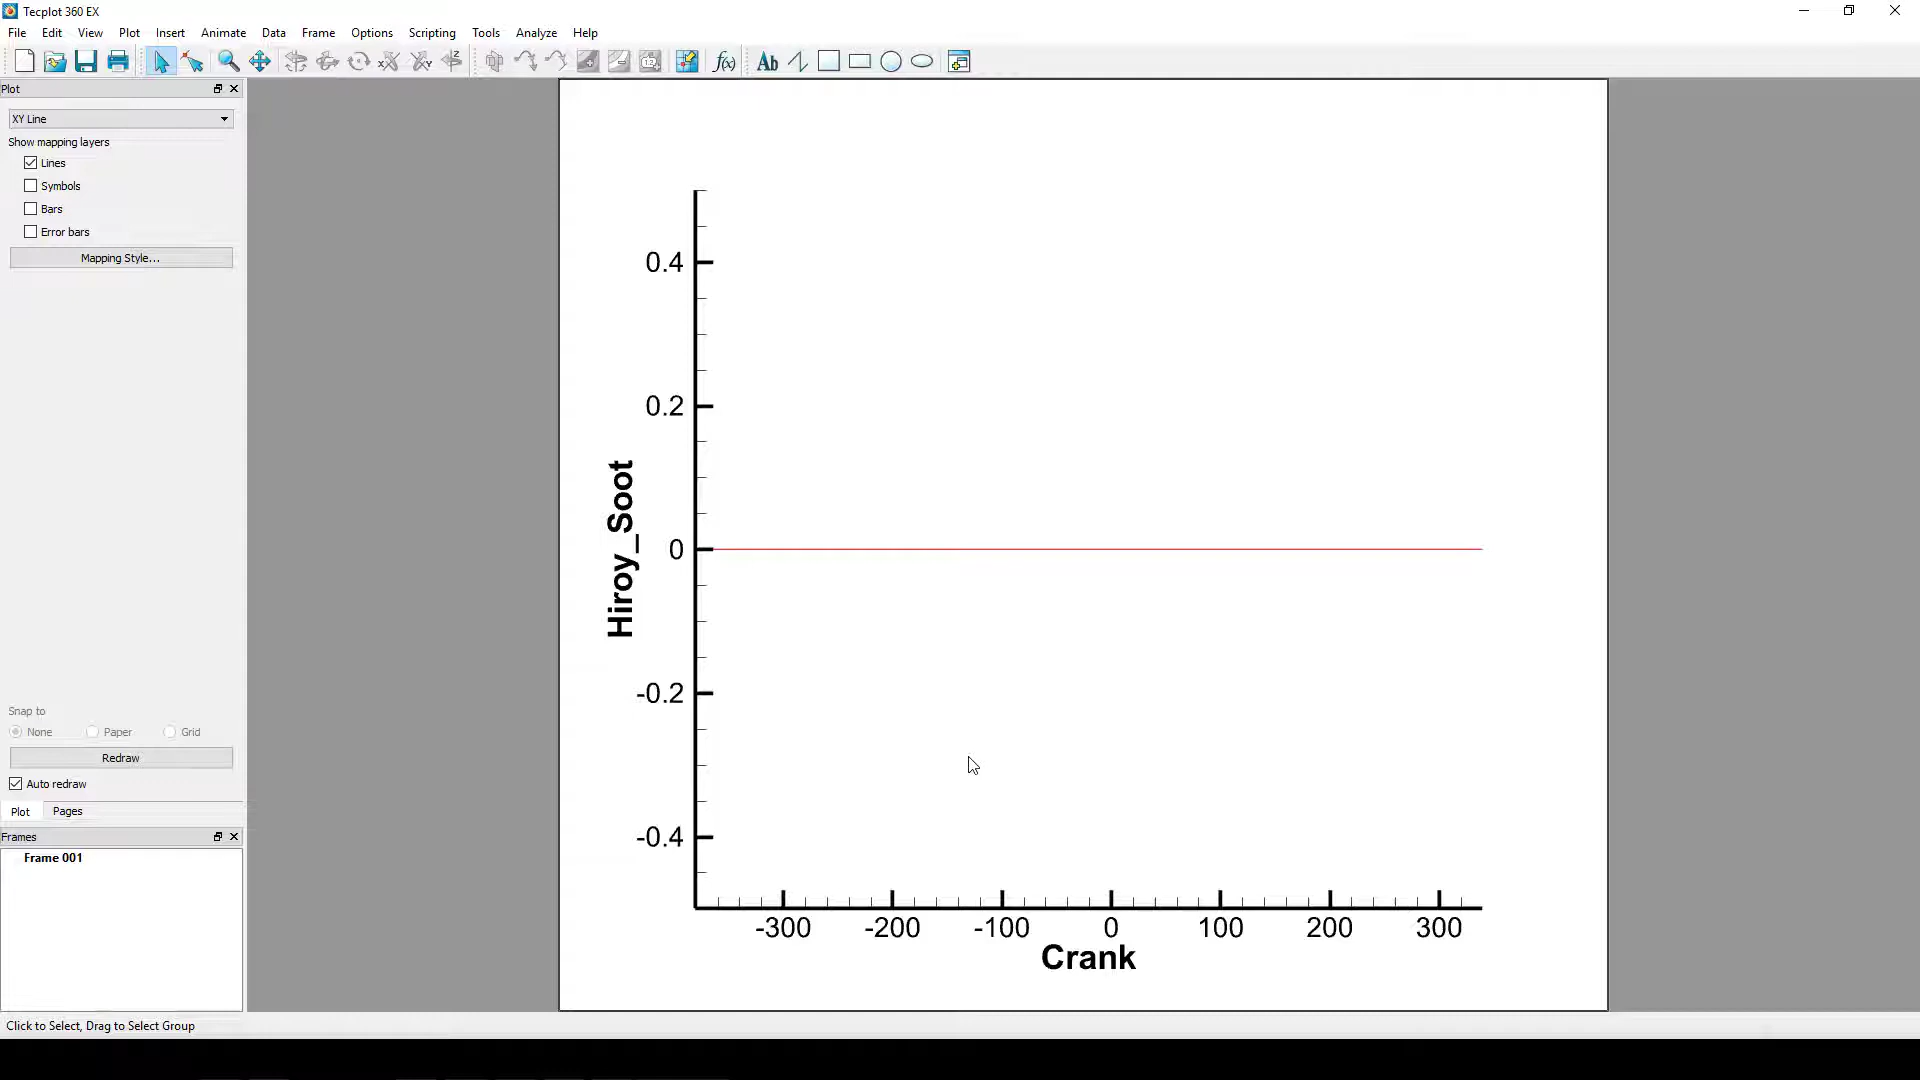 Tecplot 360 EX
File Edit View Plot Insert Animate Data Frame Options Scripting Tools Analyze Help
Ab f(x)
Plot
XY Line
Show mapping layers
Lines
Symbols
Bars
Error bars
Mapping Style...
Snap to
None Paper Grid
Redraw
Auto redraw
Plot Pages
Frames
Frame 001
Hiroy_Soot
0.4
0.2
0
-0.2
-0.4
-300 -200 -100 0 100 200 300
Crank
Click to Select, Drag to Select Group